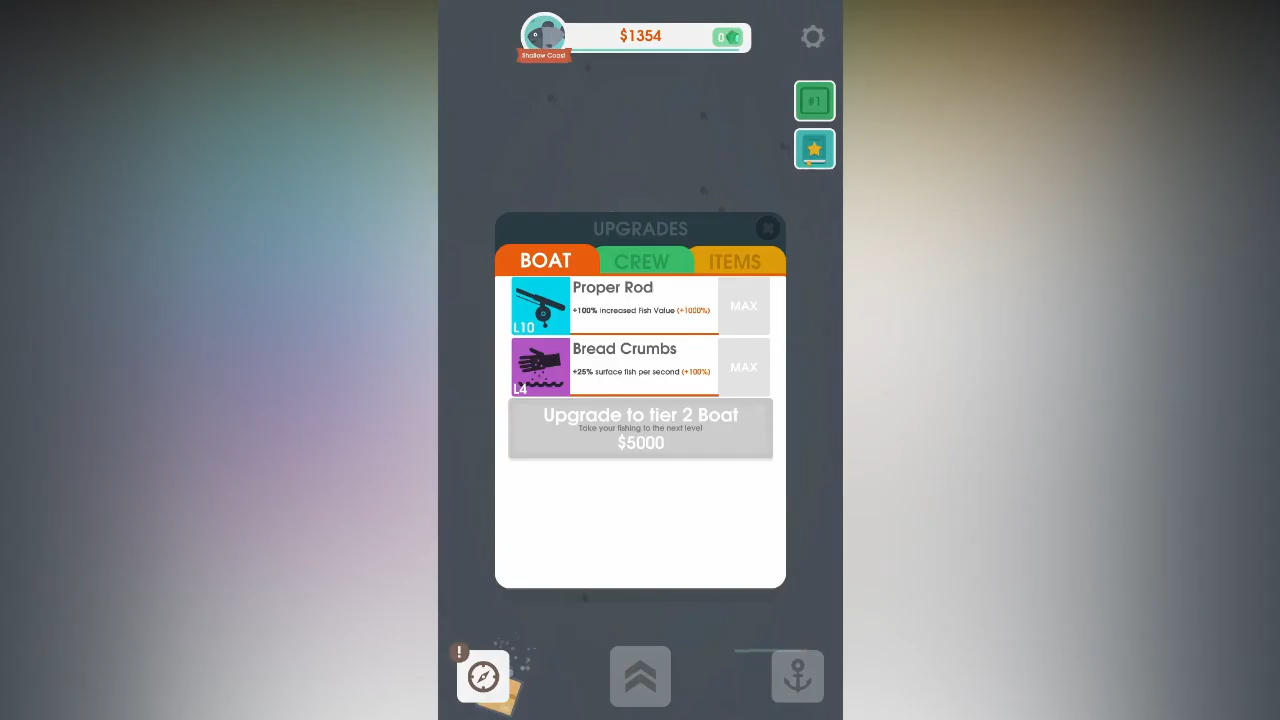 $1354
0
Shallow Coast
#1
UPGRADES
BOAT
CREW
ITEMS
Proper Rod
+100% increased Fish Value (+1000%)
MAX
L10
Bread Crumbs
+25% surface fish per second (+100%)
MAX
L4
Upgrade to tier 2 Boat
Take your fishing to the next level
$5000
!